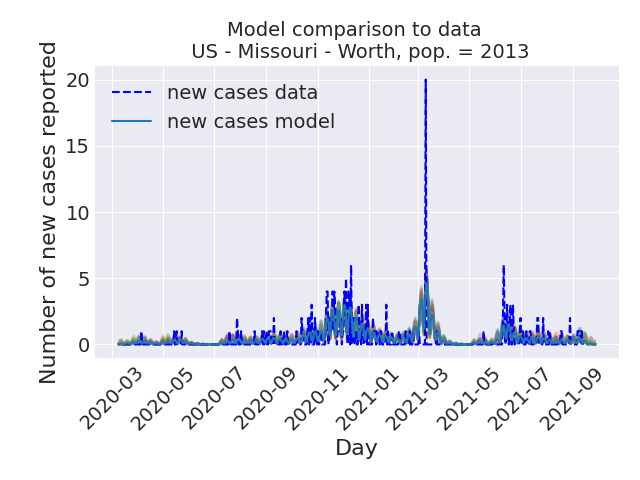 Model comparison to data
US - Missouri - Worth, pop. = 2013
Number of new cases reported
20
15
10
5
0
new cases data
new cases model
2020-03
2020-05
2020-07
2020-09
2020-11
2021-01
2021-03
2021-05
2021-07
2021-09
Day